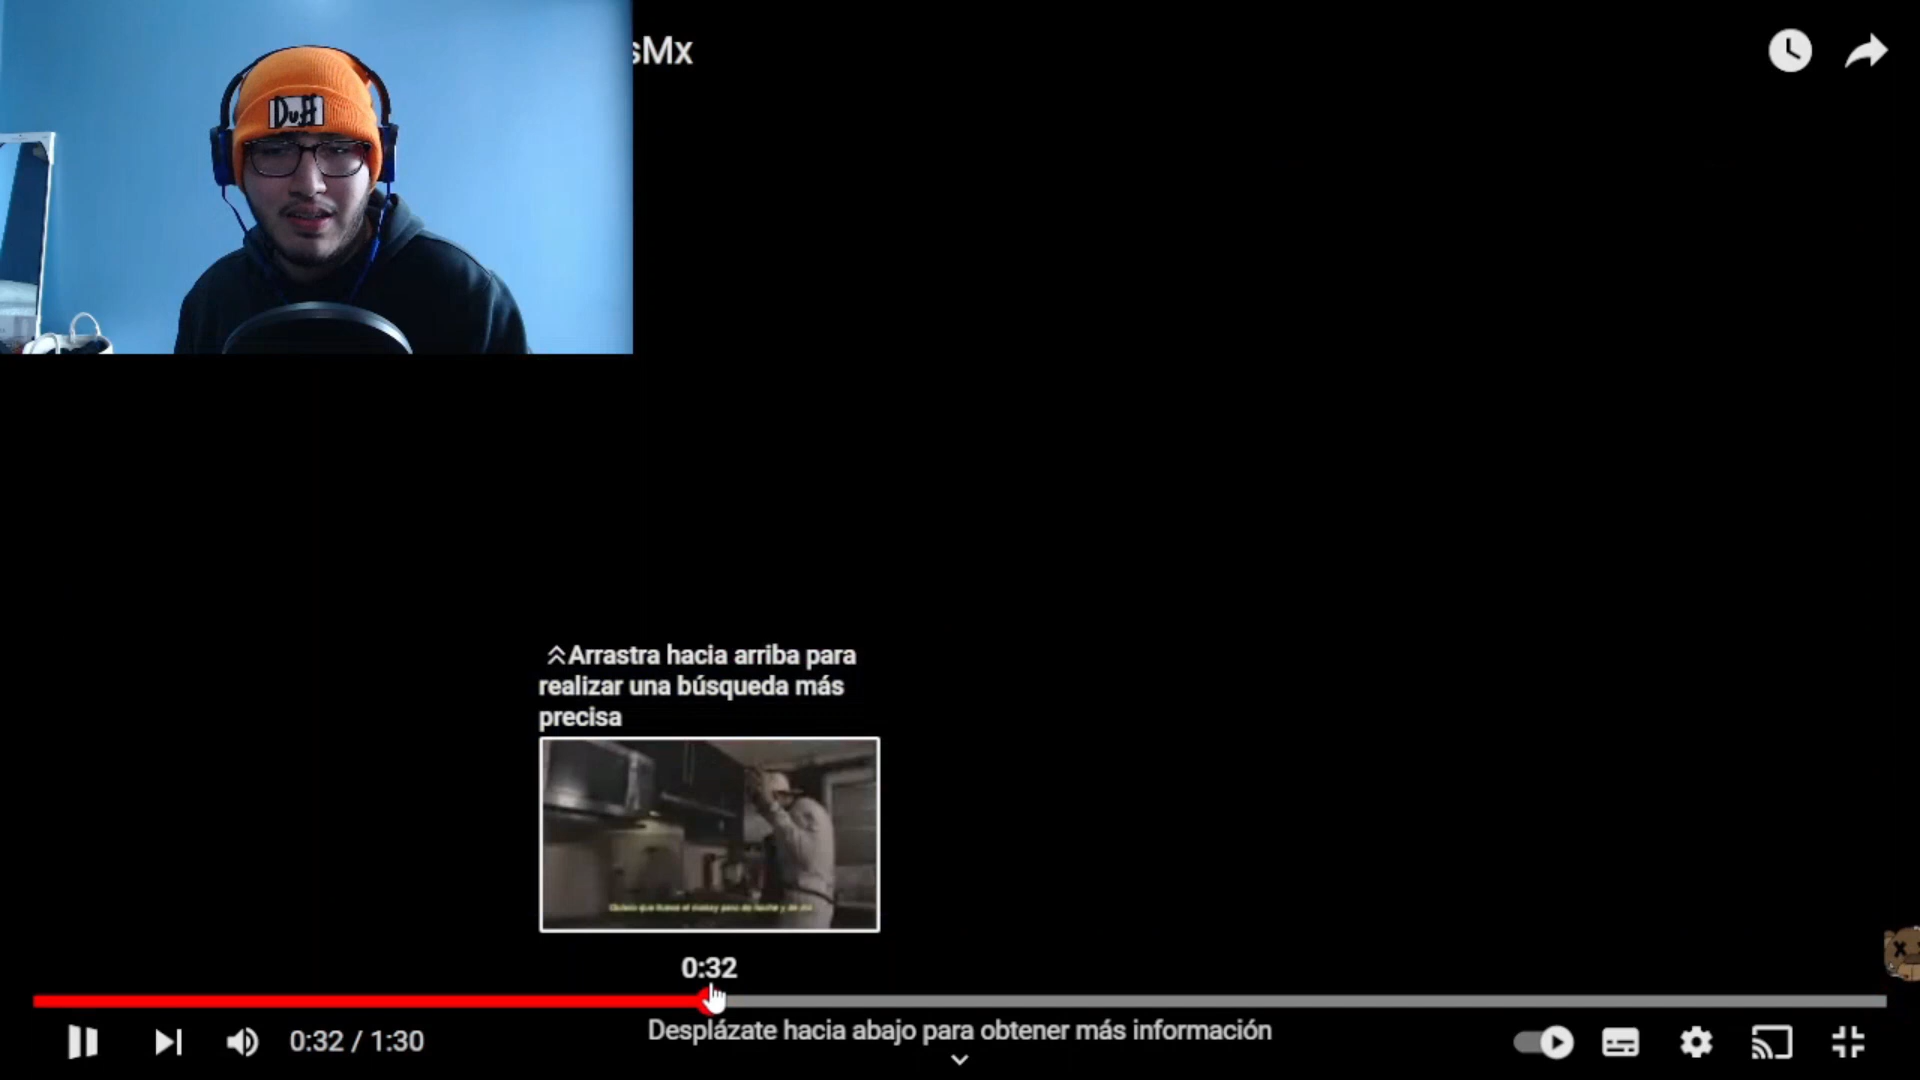 sMx
Duff
Arrastra hacia arriba para
realizar una búsqueda más
precisa
0:32
0:32 / 1:30
Desplázate hacia abajo para obtener más información